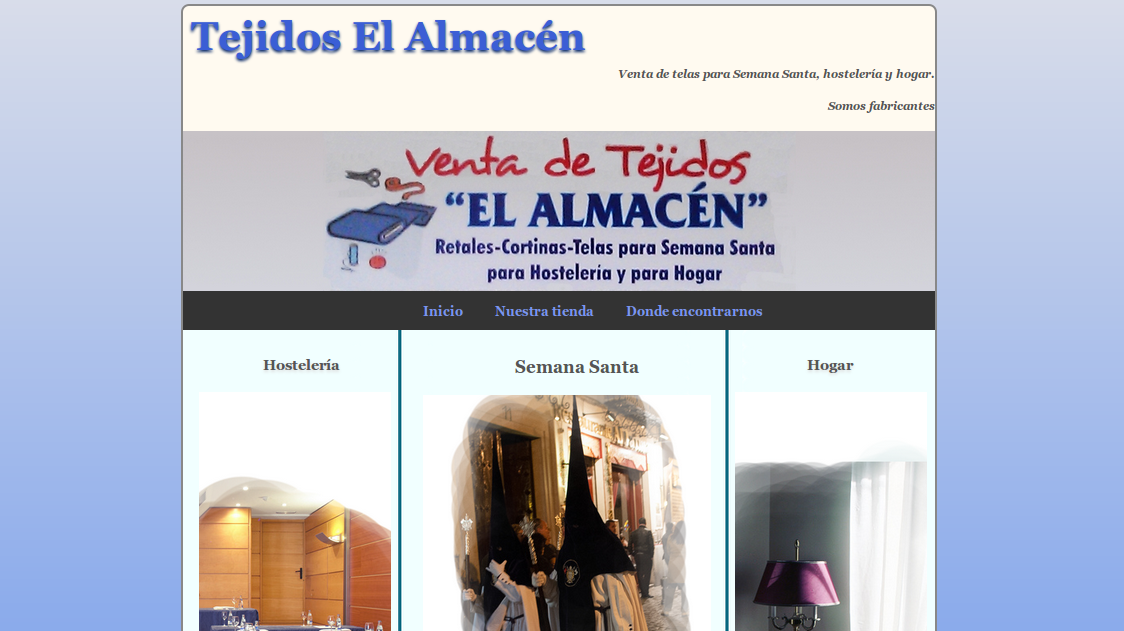 Tejidos El Almacén
Venta de telas para Semana Santa, hostelería y hogar.
Somos fabricantes
Venta de Tejidos
“EL ALMACÉN”
Retales-Cortinas-Telas para Semana Santa
para Hostelería y para Hogar
Inicio Nuestra tienda Donde encontrarnos
Hostelería Semana Santa Hogar